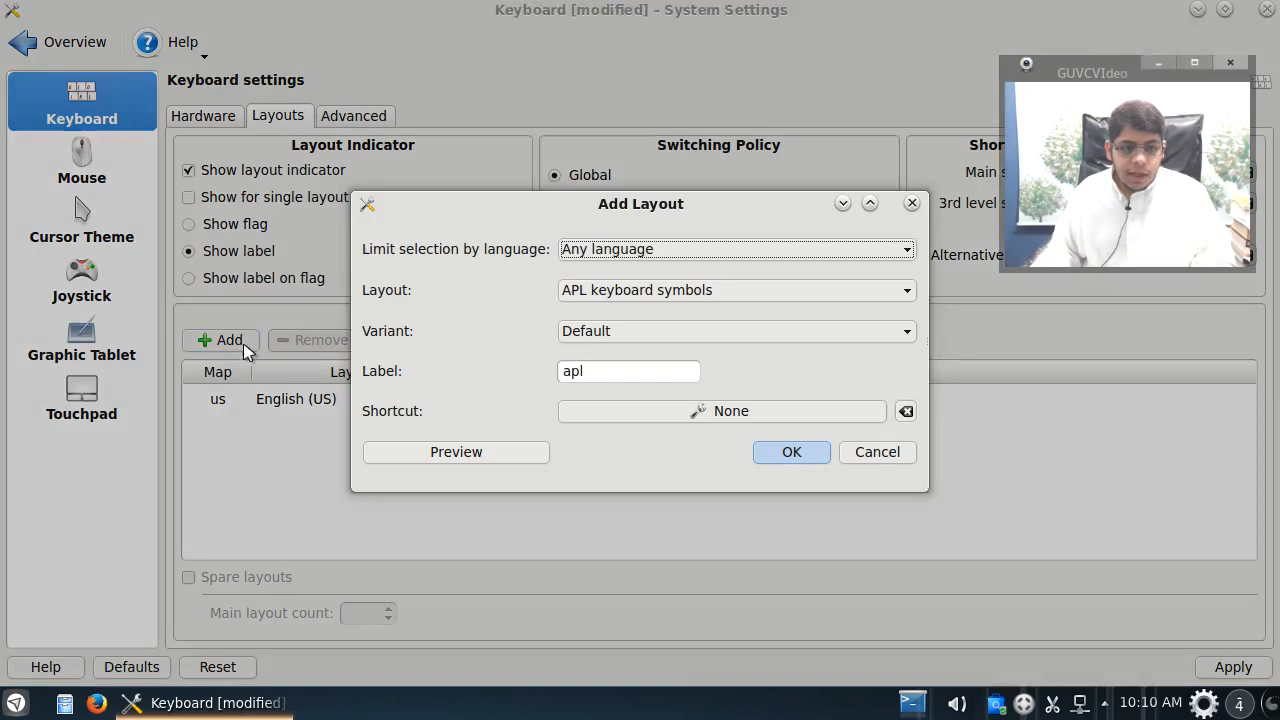 Keyboard [modified] – System Settings
Overview
Help
Keyboard
Mouse
Cursor Theme
Joystick
Graphic Tablet
Touchpad
Keyboard settings
Hardware
Layouts
Advanced
Layout Indicator
Show layout indicator
Show for single layout
Show flag
Show label
Show label on flag
Switching Policy
Global
Main s
3rd level s
Alternative
GUVCVIdeo
Add
Remove
Map
us
English (US)
Spare layouts
Main layout count:
Add Layout
Limit selection by language:
Any language
Layout:
APL keyboard symbols
Variant:
Default
Label:
apl
Shortcut:
None
Preview
OK
Cancel
Help
Defaults
Reset
Apply
Keyboard [modified]
10:10 AM